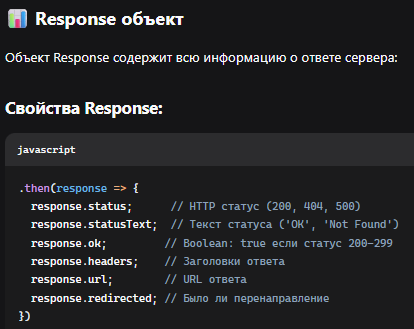 📊 Response объект
Объект Response содержит всю информацию о ответе сервера:
Свойства Response:
javascript
.then(response => {
  response.status;      // HTTP статус (200, 404, 500)
  response.statusText;  // Текст статуса ('OK', 'Not Found')
  response.ok;          // Boolean: true если статус 200-299
  response.headers;     // Заголовки ответа
  response.url;         // URL ответа
  response.redirected;  // Было ли перенаправление
})